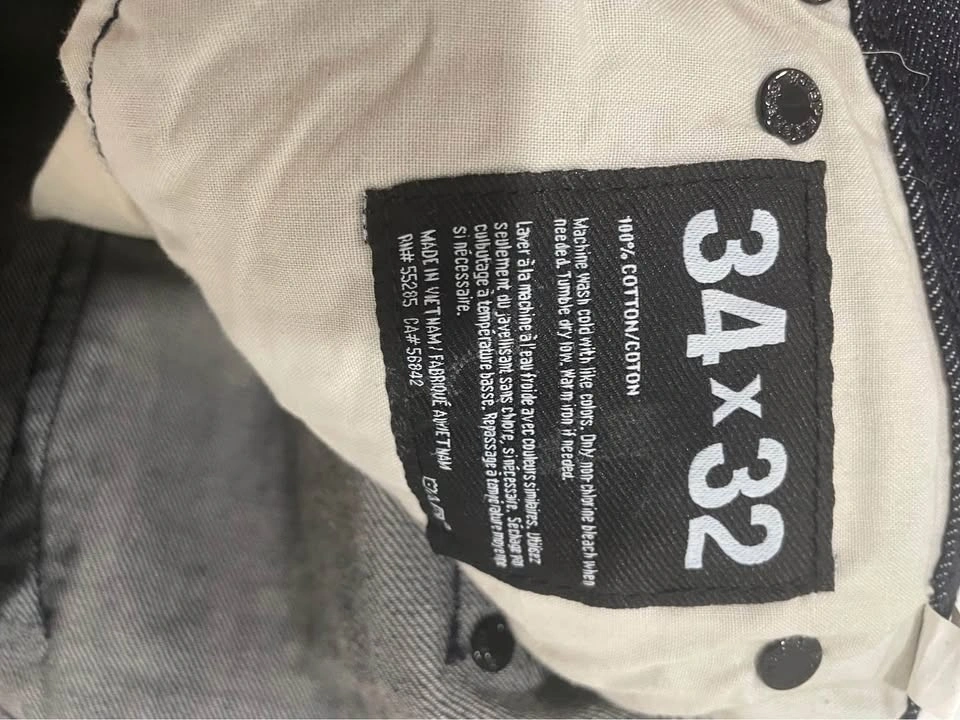 34 x 32
100% COTTON/COTON
Machine wash cold with like colors. Only non-chlorine bleach when
needed. Tumble dry low. Warm iron if needed.
Laver à la machine à l'eau froide avec couleurs similaires. Utilisez
seulement du javellisant sans chlore, si nécessaire. Séchage par
culbutage à température basse. Repassage à température moyenne
si nécessaire.
MADE IN VIETNAM / FABRIQUÉ AU VIETNAM
RN# 55285 CA# 56842